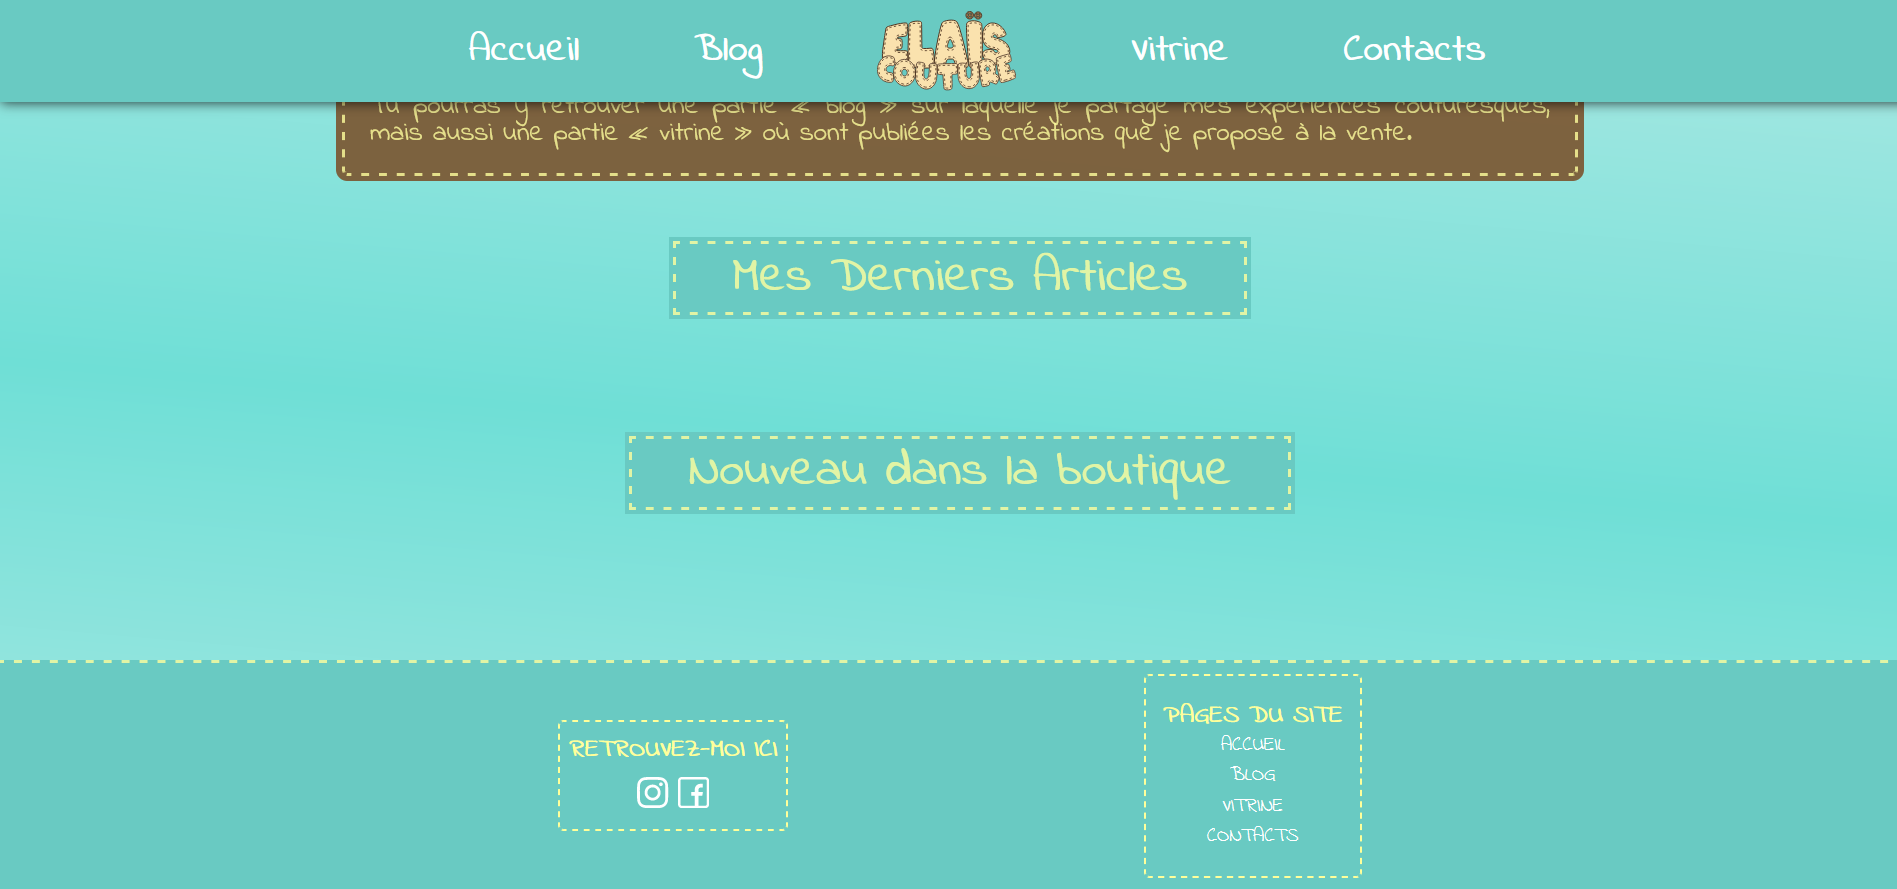 Accueil
Blog
ELAÏS
COUTURE
Vitrine
Contacts
Tu pourras y retrouver une partie « blog » sur laquelle je partage mes expériences couturesques,
mais aussi une partie « vitrine » où sont publiées les créations que je propose à la vente.
Mes Derniers Articles
Nouveau dans la boutique
RETROUVEZ-MOI ICI
PAGES DU SITE
ACCUEIL
BLOG
VITRINE
CONTACTS